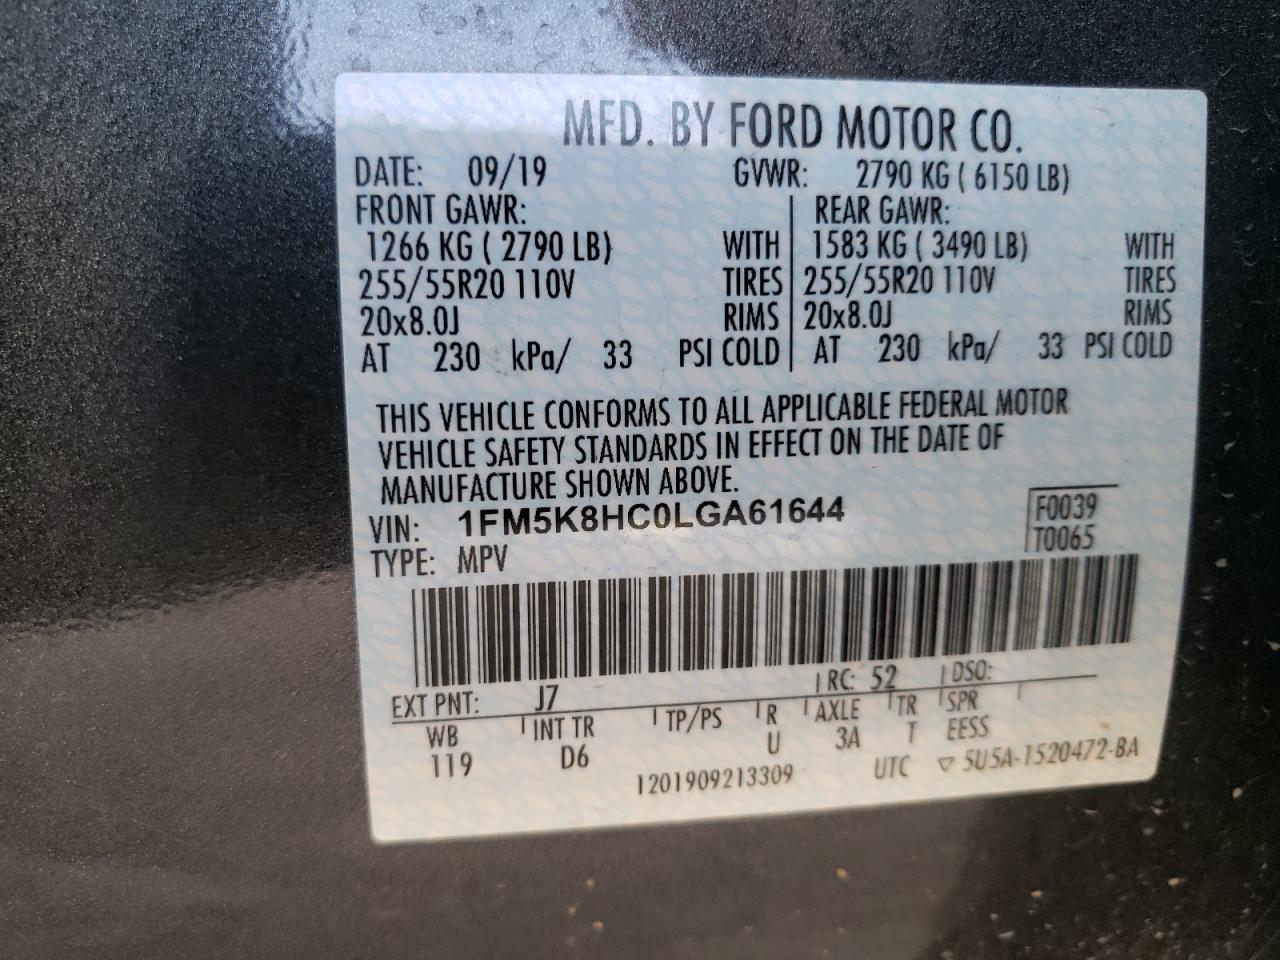 MFD. BY FORD MOTOR CO.
DATE: 09/19 GVWR: 2790 KG ( 6150 LB)
FRONT GAWR: REAR GAWR:
1266 KG ( 2790 LB) WITH 1583 KG ( 3490 LB) WITH
255/55R20 110V TIRES 255/55R20 110V TIRES
20x8.0J RIMS 20x8.0J RIMS
AT 230 kPa/ 33 PSI COLD AT 230 kPa/ 33 PSI COLD
THIS VEHICLE CONFORMS TO ALL APPLICABLE FEDERAL MOTOR
VEHICLE SAFETY STANDARDS IN EFFECT ON THE DATE OF
MANUFACTURE SHOWN ABOVE.
VIN: 1FM5K8HC0LGA61644 F0039
TYPE: MPV T0065
EXT PNT: J7 RC: 52 DSO:
WB INT TR TP/PS R AXLE TR SPR
119 D6 U 3A T EESS
1201909213309 UTC ▽ 5U5A-1520472-BA